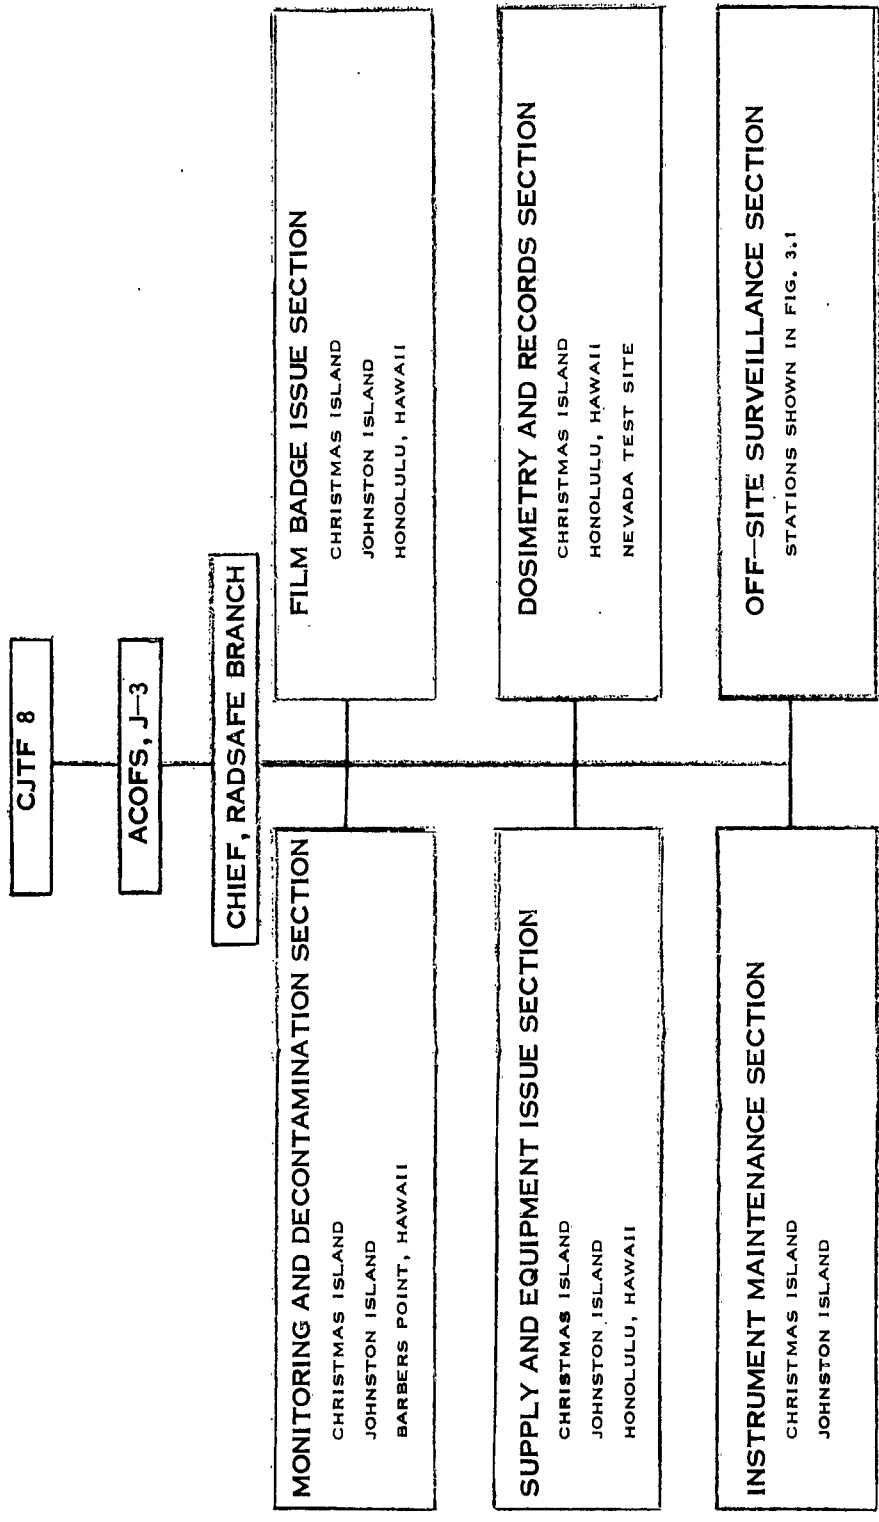 CJTF 8
ACOFS, J-3
CHIEF, RADSAFE BRANCH
MONITORING AND DECONTAMINATION SECTION
CHRISTMAS ISLAND
JOHNSTON ISLAND
BARBERS POINT, HAWAII
FILM BADGE ISSUE SECTION
CHRISTMAS ISLAND
JOHNSTON ISLAND
HONOLULU, HAWAII
SUPPLY AND EQUIPMENT ISSUE SECTION
CHRISTMAS ISLAND
JOHNSTON ISLAND
HONOLULU, HAWAII
DOSIMETRY AND RECORDS SECTION
CHRISTMAS ISLAND
HONOLULU, HAWAII
NEVADA TEST SITE
INSTRUMENT MAINTENANCE SECTION
CHRISTMAS ISLAND
JOHNSTON ISLAND
OFF-SITE SURVEILLANCE SECTION
STATIONS SHOWN IN FIG. 3.1